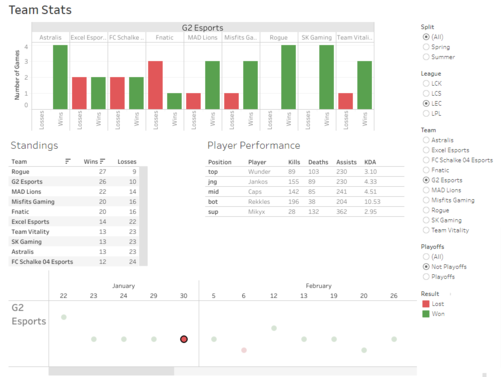 Team Stats
G2 Esports
Astralis Excel Espor.. FC Schalke .. Fnatic MAD Lions Misfits Ga.. Rogue SK Gaming Team Vitali..
Number of Games
4
3
2
1
0
Losses Wins Losses Wins Losses Wins Losses Wins Losses Wins Losses Wins Losses Wins Losses Wins Losses Wins
Standings
Team Wins Losses
Rogue 27 9
G2 Esports 26 10
MAD Lions 22 14
Misfits Gaming 20 16
Fnatic 20 16
Excel Esports 14 22
Team Vitality 13 23
SK Gaming 13 23
Astralis 13 23
FC Schalke 04 Esports 12 24
Player Performance
Position Player Kills Deaths Assists KDA
top Wunder 89 103 230 3.10
jng Jankos 155 89 230 4.33
mid Caps 142 85 241 4.51
bot Rekkles 196 38 204 10.53
sup Mikyx 28 132 362 2.95
January February
22 23 24 29 30 5 6 12 13 19 20 26
G2
Esports
Split
(All)
Spring
Summer
League
LCK
LCS
LEC
LPL
Team
Astralis
Excel Esports
FC Schalke 04 Esports
Fnatic
G2 Esports
MAD Lions
Misfits Gaming
Rogue
SK Gaming
Team Vitality
Playoffs
(All)
Not Playoffs
Playoffs
Result
Lost
Won